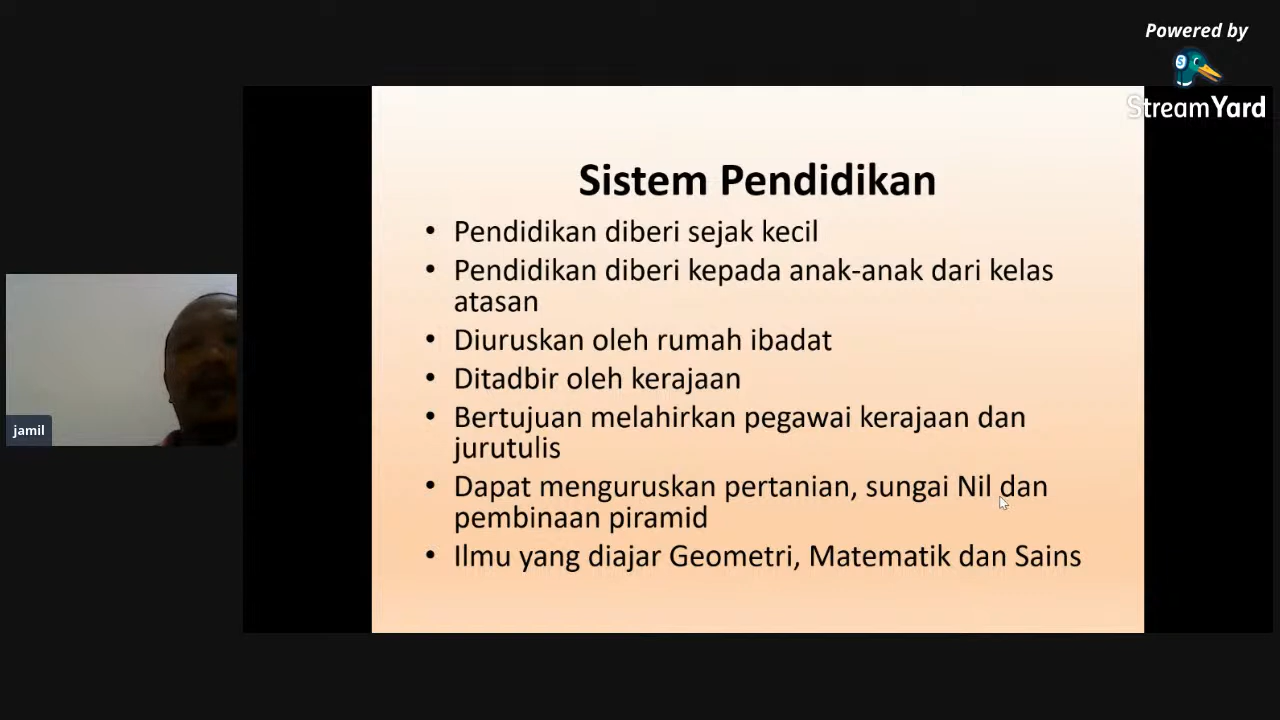 Powered by
StreamYard
Sistem Pendidikan
• Pendidikan diberi sejak kecil
• Pendidikan diberi kepada anak-anak dari kelas
atasan
• Diuruskan oleh rumah ibadat
• Ditadbir oleh kerajaan
• Bertujuan melahirkan pegawai kerajaan dan
jurutulis
• Dapat menguruskan pertanian, sungai Nil dan
pembinaan piramid
• Ilmu yang diajar Geometri, Matematik dan Sains
jamil